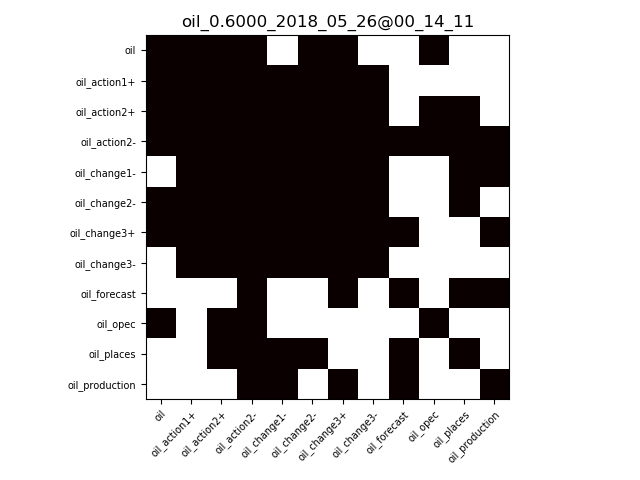 oil_0.6000_2018_05_26@00_14_11
oil
oil_action1+
oil_action2+
oil_action2-
oil_change1-
oil_change2-
oil_change3+
oil_change3-
oil_forecast
oil_opec
oil_places
oil_production
oil
oil_action1+
oil_action2+
oil_action2-
oil_change1-
oil_change2-
oil_change3+
oil_change3-
oil_forecast
oil_opec
oil_places
oil_production